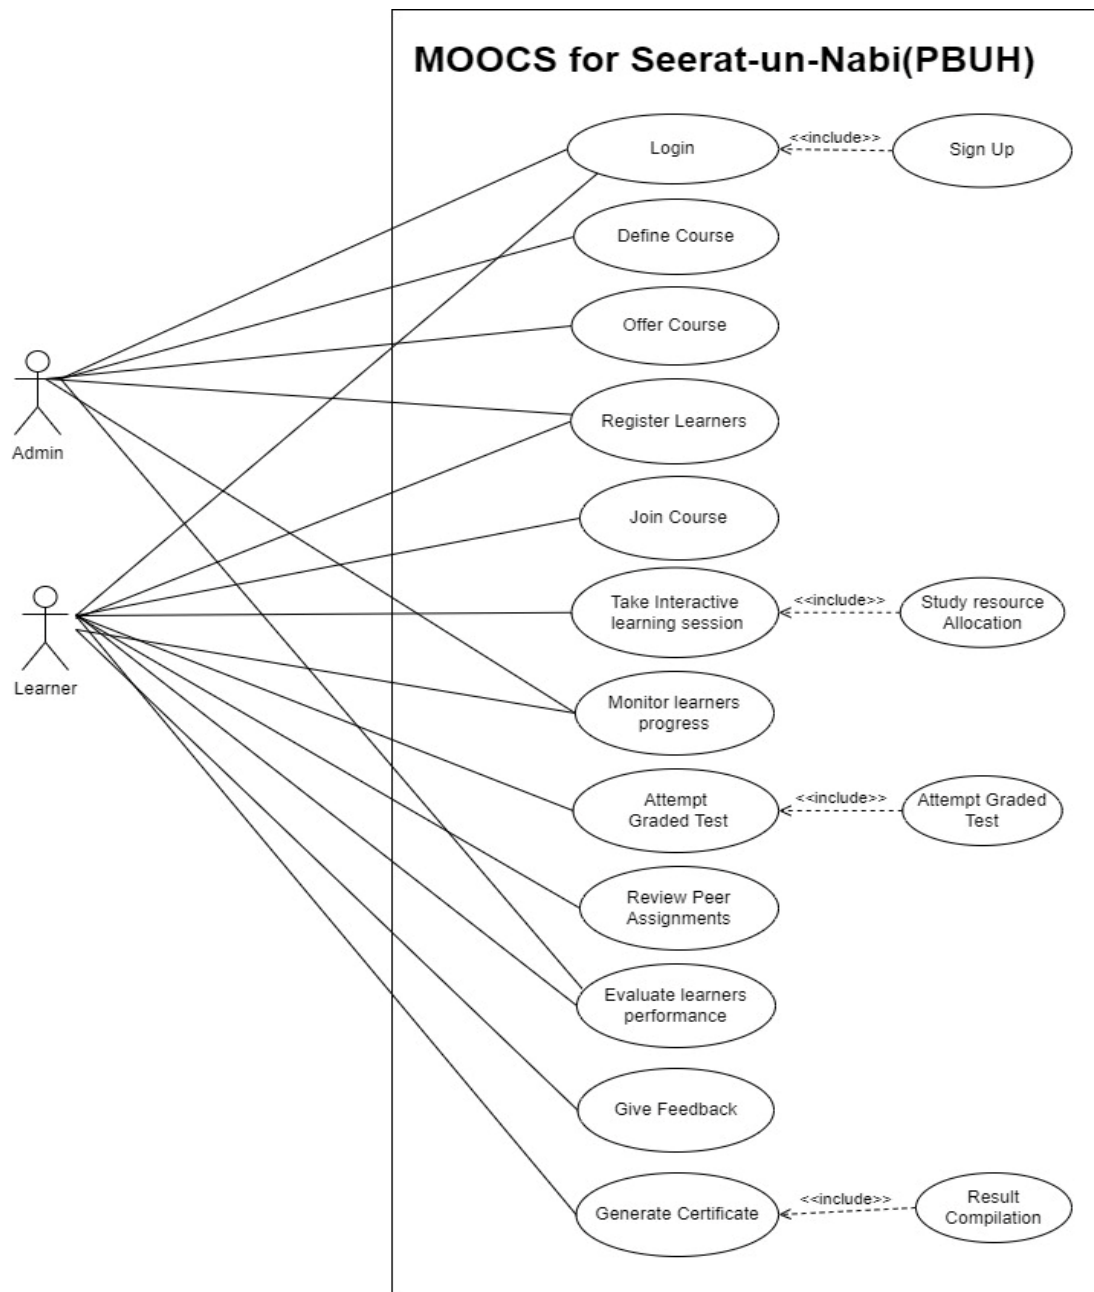 MOOCS for Seerat-un-Nabi(PBUH)
Login
<<include>>
Sign Up
Define Course
Offer Course
Admin
Register Learners
Join Course
Learner
Take Interactive
learning session
<<include>>
Study resource
Allocation
Monitor learners
progress
Attempt
Graded Test
<<include>>
Attempt Graded
Test
Review Peer
Assignments
Evaluate learners
performance
Give Feedback
Generate Certificate
<<include>>
Result
Compilation